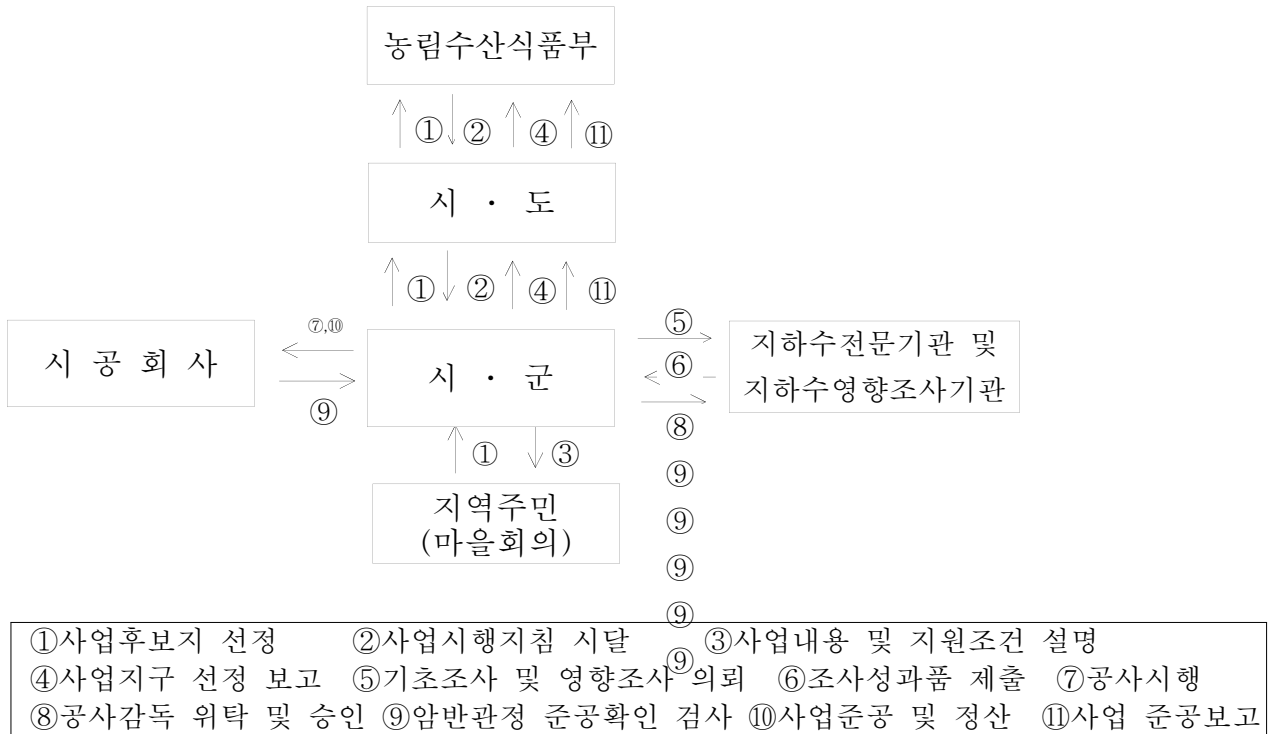 농림수산식품부
① ② ④ ⑪
시 · 도
① ② ④ ⑪
시 공 회 사
⑦,⑩
⑨
시 · 군
⑤
⑥
⑧
지하수전문기관 및
지하수영향조사기관
① ③
지역주민
(마을회의)
⑨
⑨
⑨
⑨
⑨
①사업후보지 선정 ②사업시행지침 시달 ③사업내용 및 지원조건 설명
④사업지구 선정 보고 ⑤기초조사 및 영향조사 의뢰 ⑥조사성과품 제출 ⑦공사시행
⑧공사감독 위탁 및 승인 ⑨암반관정 준공확인 검사 ⑩사업준공 및 정산 ⑪사업 준공보고